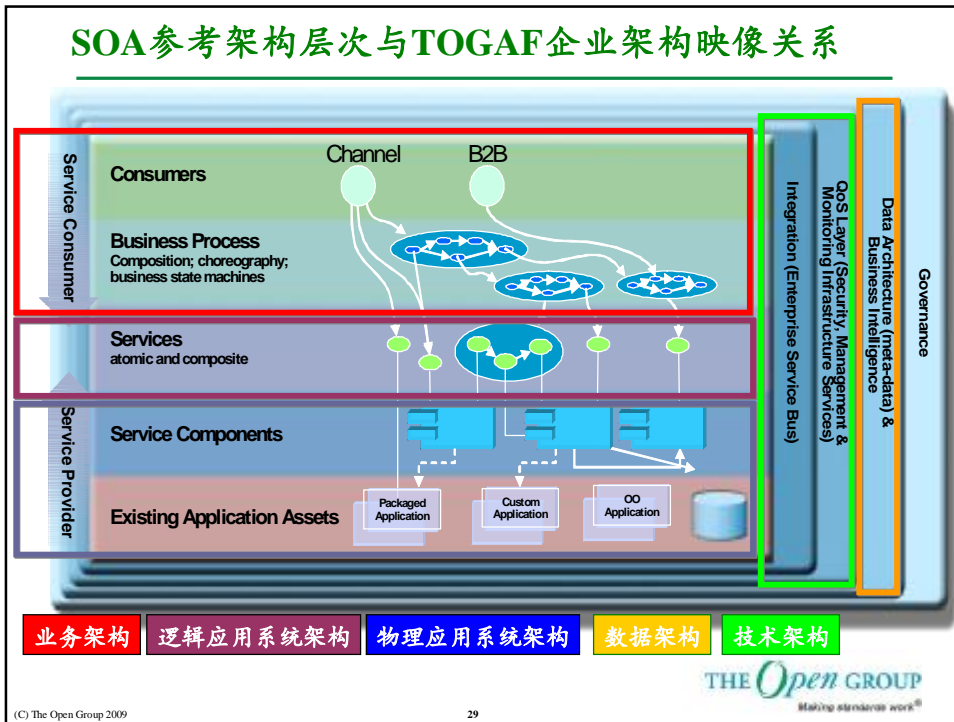 SOA参考架构层次与TOGAF企业架构映像关系
Service Consumer
Service Provider
Channel
B2B
Consumers
Business Process
Composition; choreography;
business state machines
Services
atomic and composite
Service Components
Existing Application Assets
Packaged
Application
Custom
Application
OO
Application
Integration (Enterprise Service Bus)
QoS Layer (Security, Management &
Monitoring Infrastructure Services)
Data Architecture (meta-data) &
Business Intelligence
Governance
业务架构
逻辑应用系统架构
物理应用系统架构
数据架构
技术架构
THE Open GROUP
Making standards work®
(C) The Open Group 2009
29